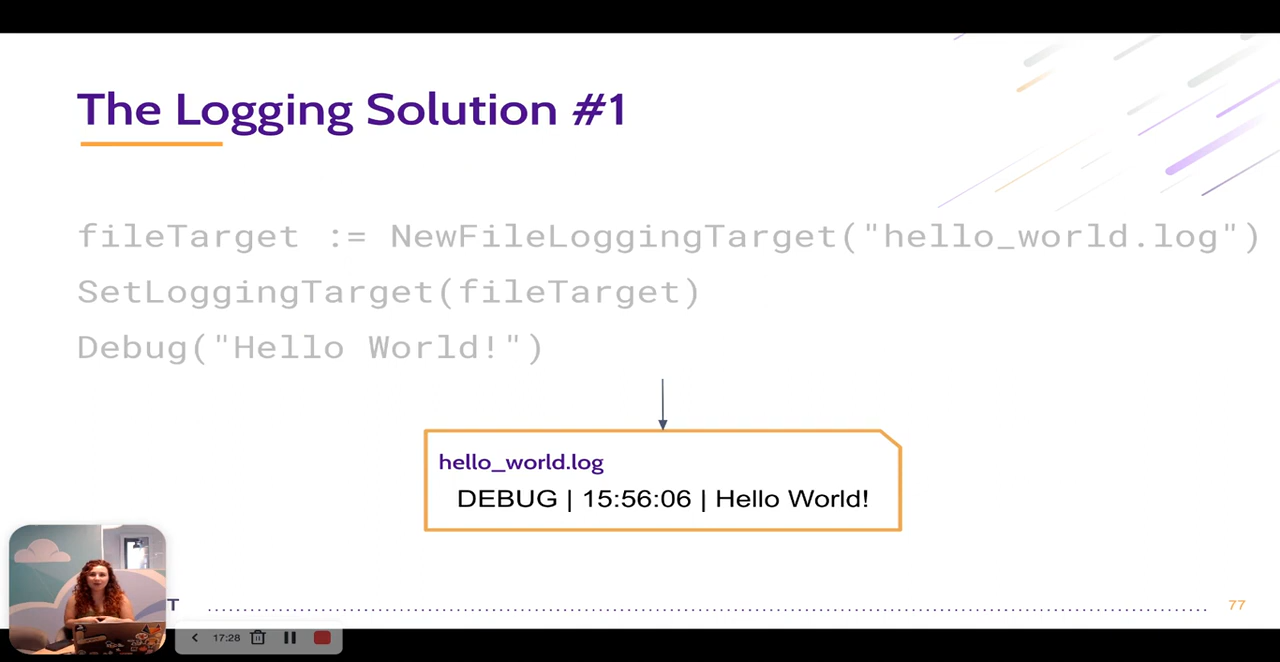 The Logging Solution #1
fileTarget := NewFileLoggingTarget("hello_world.log")
SetLoggingTarget(fileTarget)
Debug("Hello World!")
hello_world.log
DEBUG | 15:56:06 | Hello World!
T
77
17:28